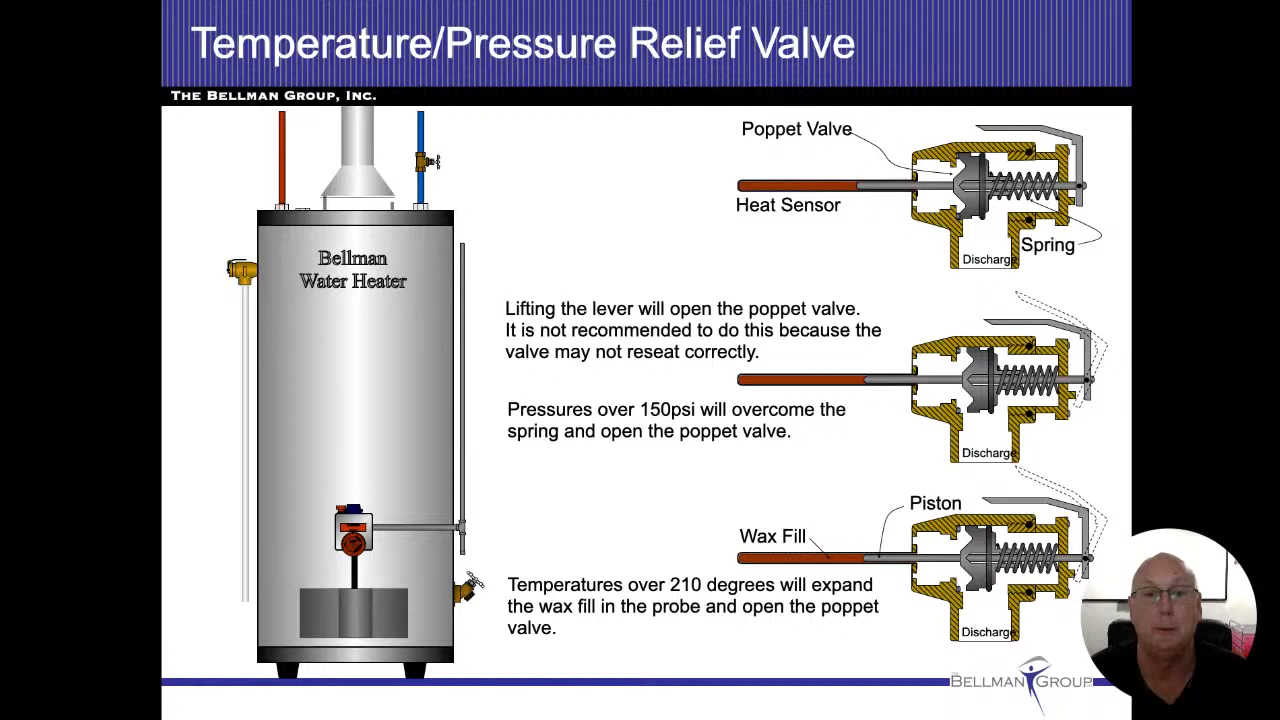 Temperature/Pressure Relief Valve
THE BELLMAN GROUP, INC.
Poppet Valve
Heat Sensor
Spring
Discharge
Bellman
Water Heater
Lifting the lever will open the poppet valve.
It is not recommended to do this because the
valve may not reseat correctly.
Pressures over 150psi will overcome the
spring and open the poppet valve.
Discharge
Piston
Wax Fill
Temperatures over 210 degrees will expand
the wax fill in the probe and open the poppet
valve.
Discharge
THE BELLMAN GROUP